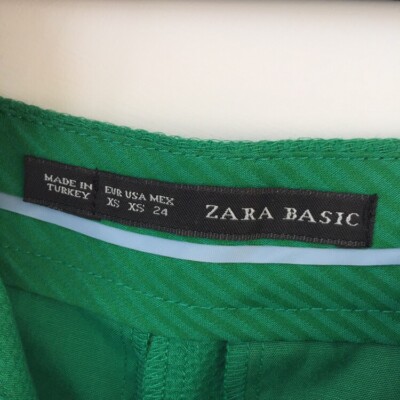 MADE IN
TURKEY
EUR USA MEX
XS XS 24
ZARA BASIC